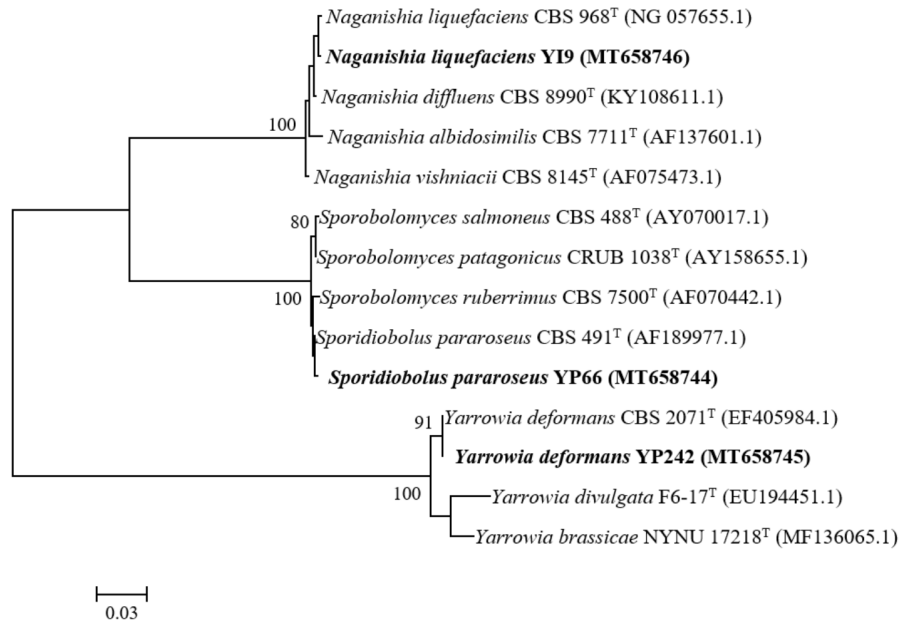 Naganishia liquefaciens CBS 968ᵀ (NG 057655.1)
Naganishia liquefaciens YI9 (MT658746)
Naganishia diffluens CBS 8990ᵀ (KY108611.1)
100
Naganishia albidosimilis CBS 7711ᵀ (AF137601.1)
Naganishia vishniacii CBS 8145ᵀ (AF075473.1)
80
Sporobolomyces salmoneus CBS 488ᵀ (AY070017.1)
Sporobolomyces patagonicus CRUB 1038ᵀ (AY158655.1)
100
Sporobolomyces ruberrimus CBS 7500ᵀ (AF070442.1)
Sporidiobolus pararoseus CBS 491ᵀ (AF189977.1)
Sporidiobolus pararoseus YP66 (MT658744)
91
Yarrowia deformans CBS 2071ᵀ (EF405984.1)
Yarrowia deformans YP242 (MT658745)
100
Yarrowia divulgata F6-17ᵀ (EU194451.1)
Yarrowia brassicae NYNU 17218ᵀ (MF136065.1)
0.03